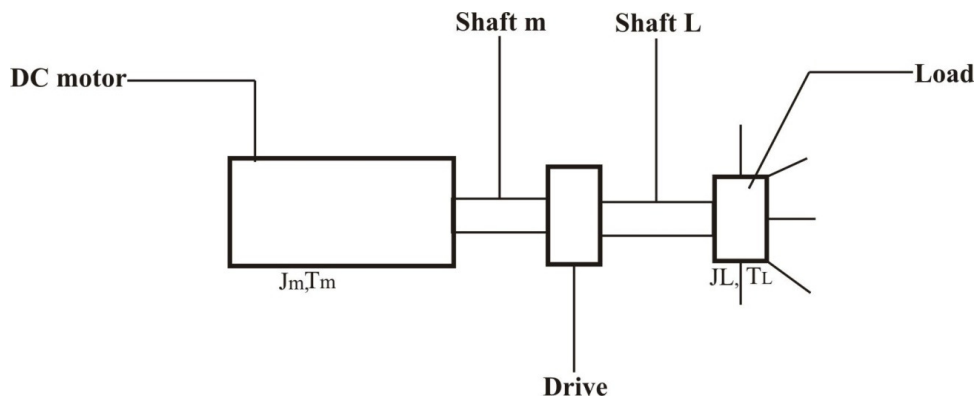 Shaft m
Shaft L
DC motor
Load
Jm,Tm
JL, TL
Drive